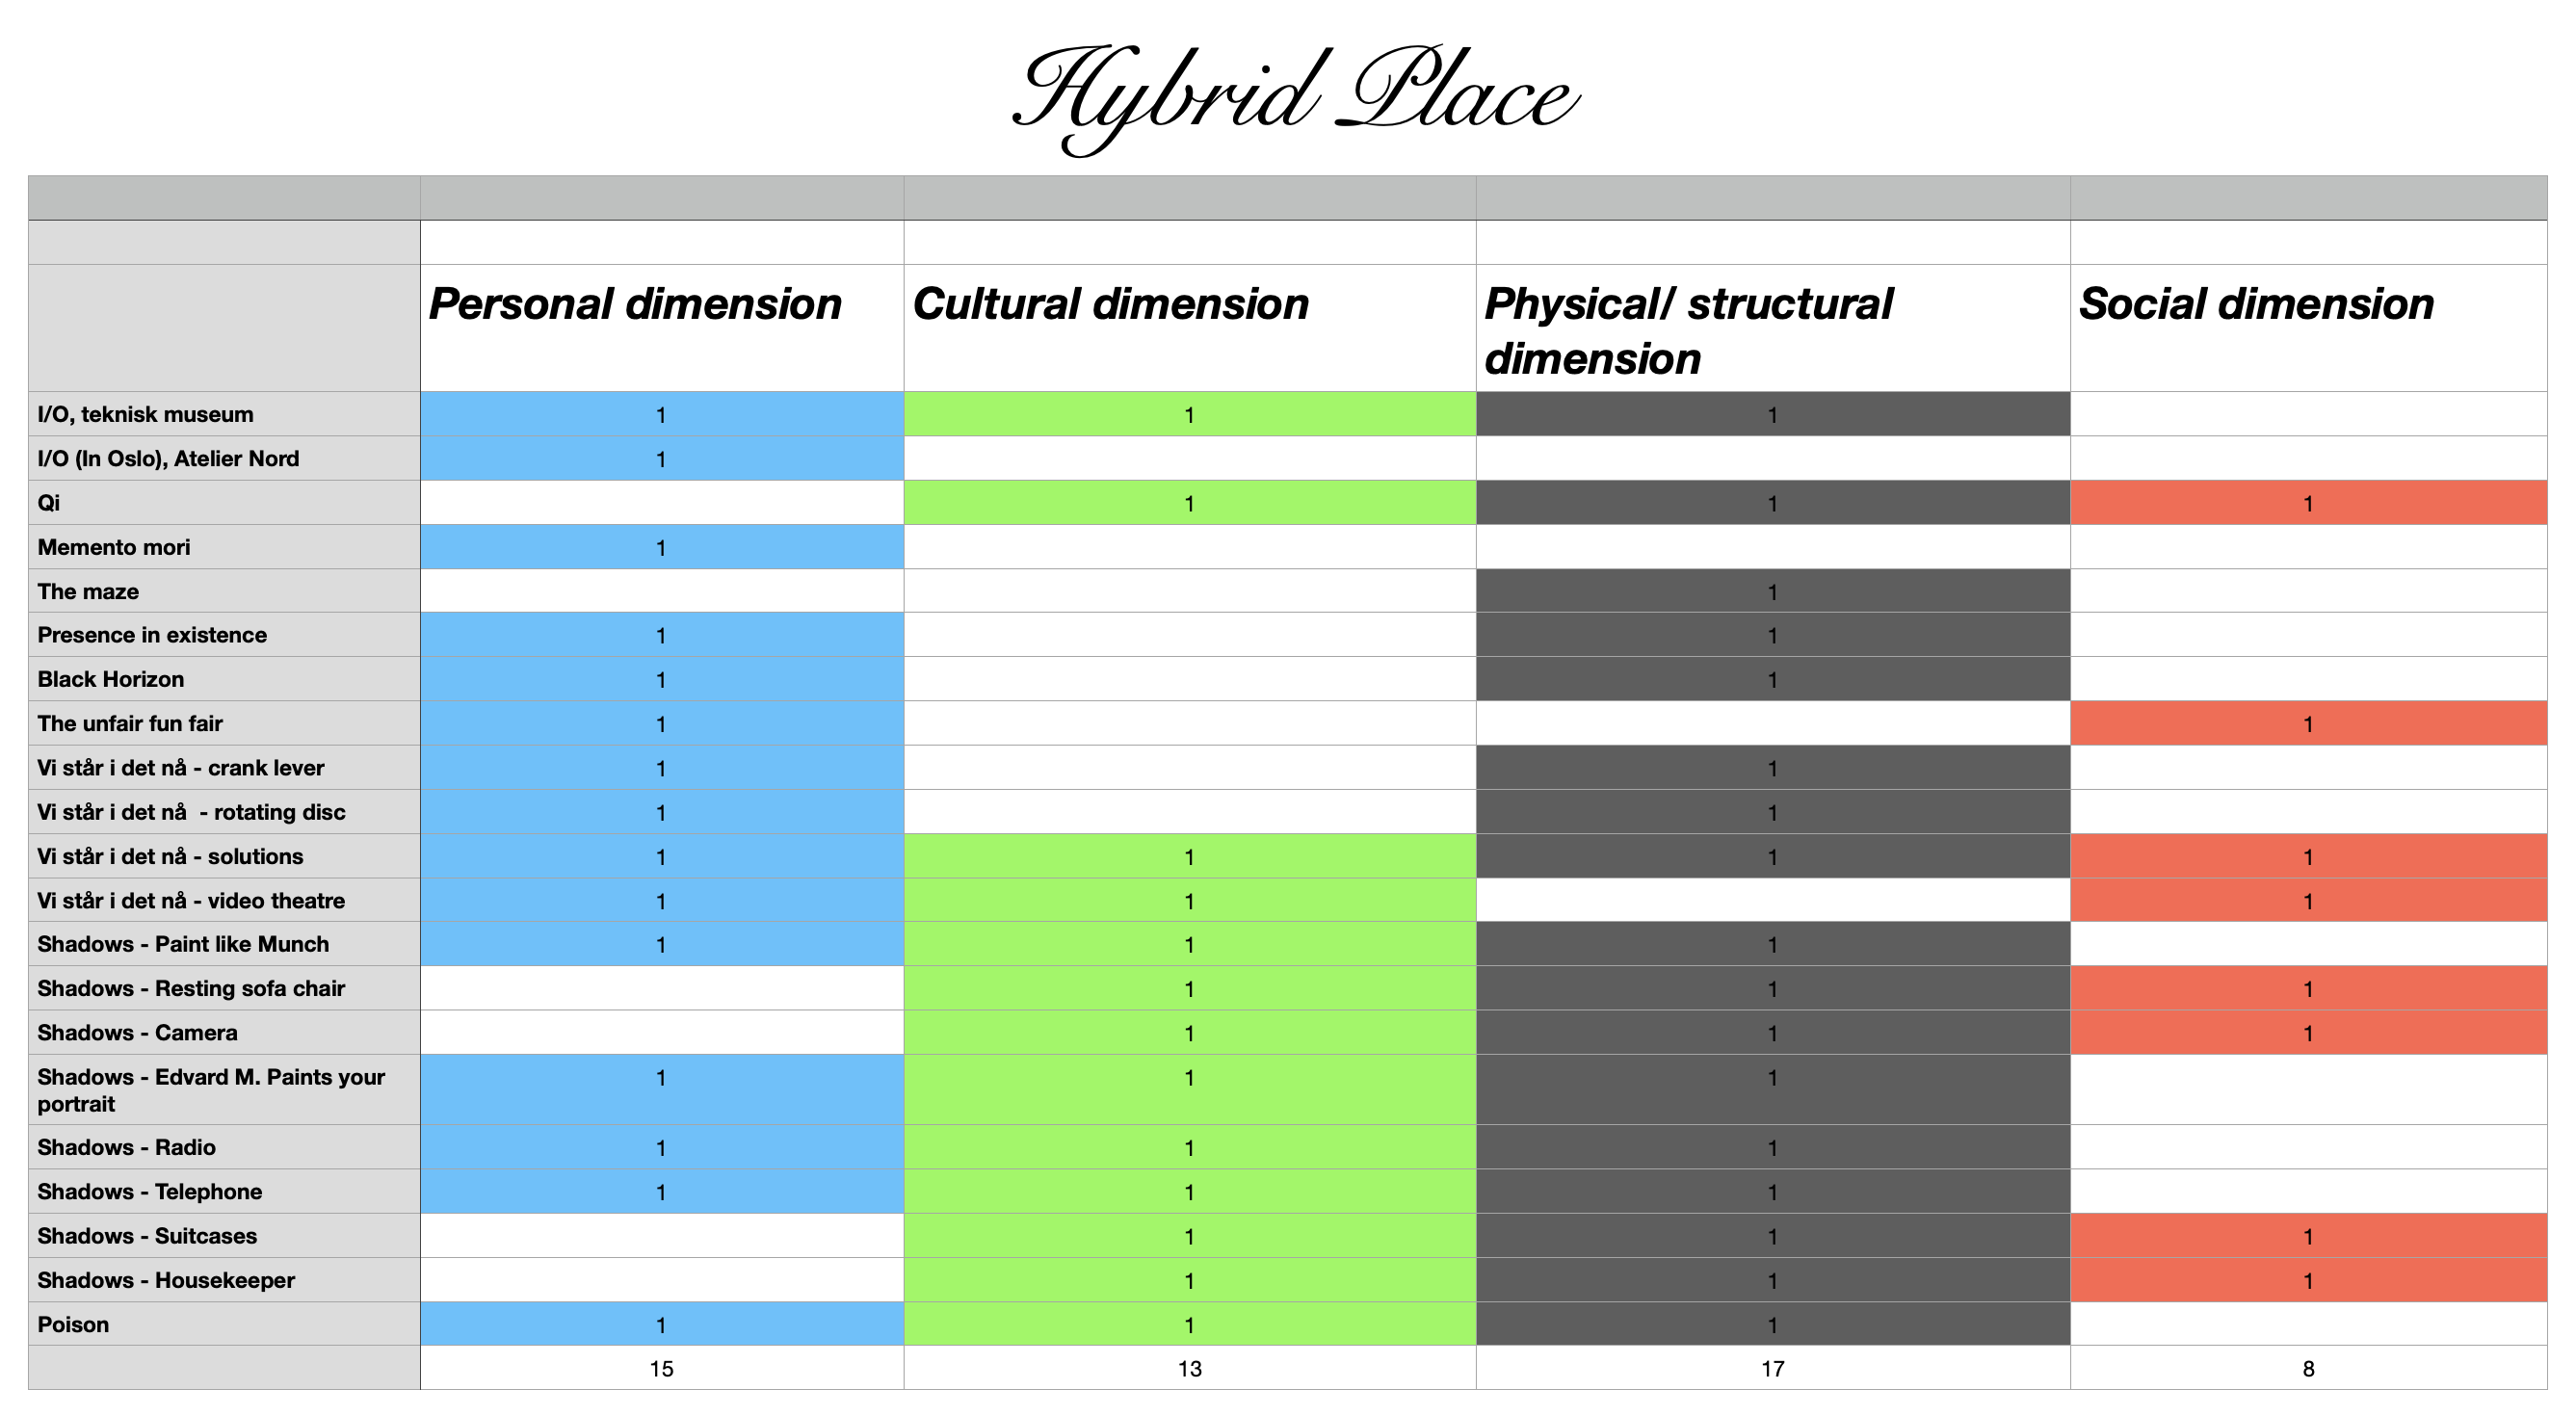 Hybrid Place
Personal dimension Cultural dimension Physical/ structural dimension Social dimension
I/O, teknisk museum 1 1 1
I/O (In Oslo), Atelier Nord 1
Qi 1 1 1
Memento mori 1
The maze 1
Presence in existence 1 1
Black Horizon 1 1
The unfair fun fair 1 1
Vi står i det nå - crank lever 1 1
Vi står i det nå  - rotating disc 1 1
Vi står i det nå - solutions 1 1 1 1
Vi står i det nå - video theatre 1 1 1
Shadows - Paint like Munch 1 1 1
Shadows - Resting sofa chair 1 1 1
Shadows - Camera 1 1 1
Shadows - Edvard M. Paints your portrait 1 1 1
Shadows - Radio 1 1 1
Shadows - Telephone 1 1 1
Shadows - Suitcases 1 1 1
Shadows - Housekeeper 1 1 1
Poison 1 1 1
15 13 17 8